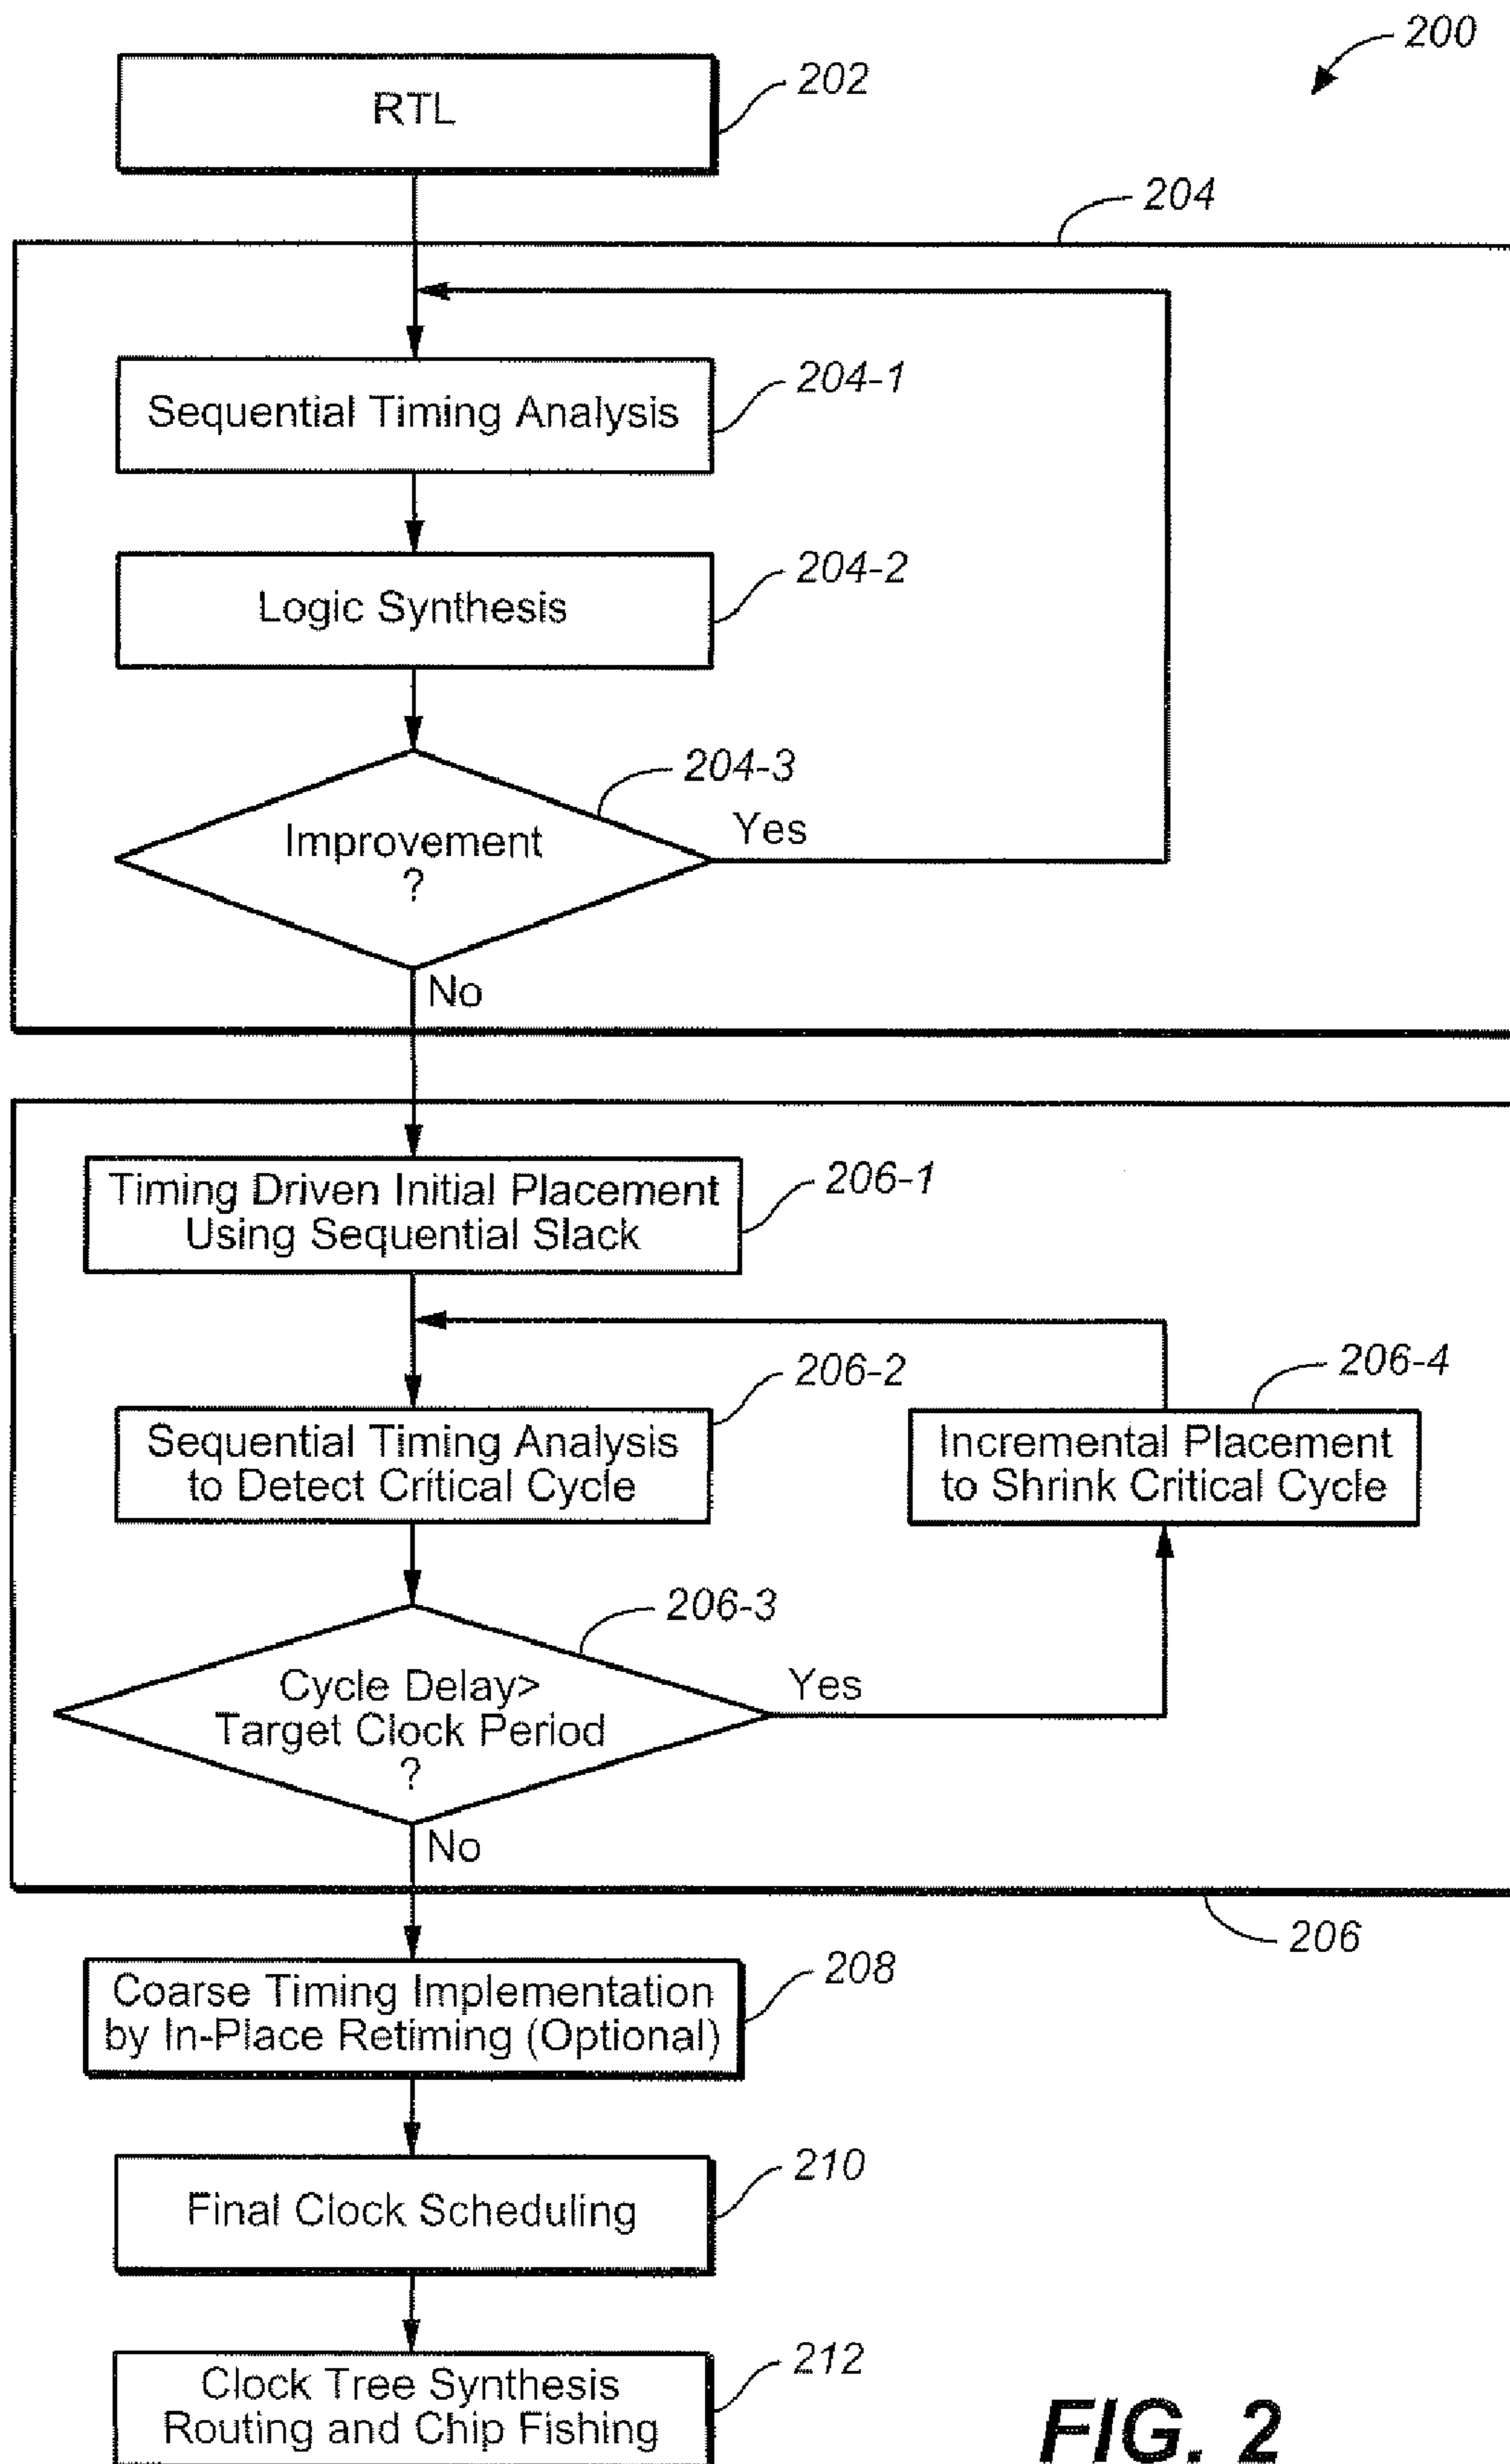 200
RTL
202
204
Sequential Timing Analysis
204-1
Logic Synthesis
204-2
Improvement
?
204-3
Yes
No
Timing Driven Initial Placement
Using Sequential Slack
206-1
Sequential Timing Analysis
to Detect Critical Cycle
206-2
Incremental Placement
to Shrink Critical Cycle
206-4
Cycle Delay>
Target Clock Period
?
206-3
Yes
No
206
Coarse Timing Implementation
by In-Place Retiming (Optional)
208
Final Clock Scheduling
210
Clock Tree Synthesis
Routing and Chip Fishing
212
FIG. 2